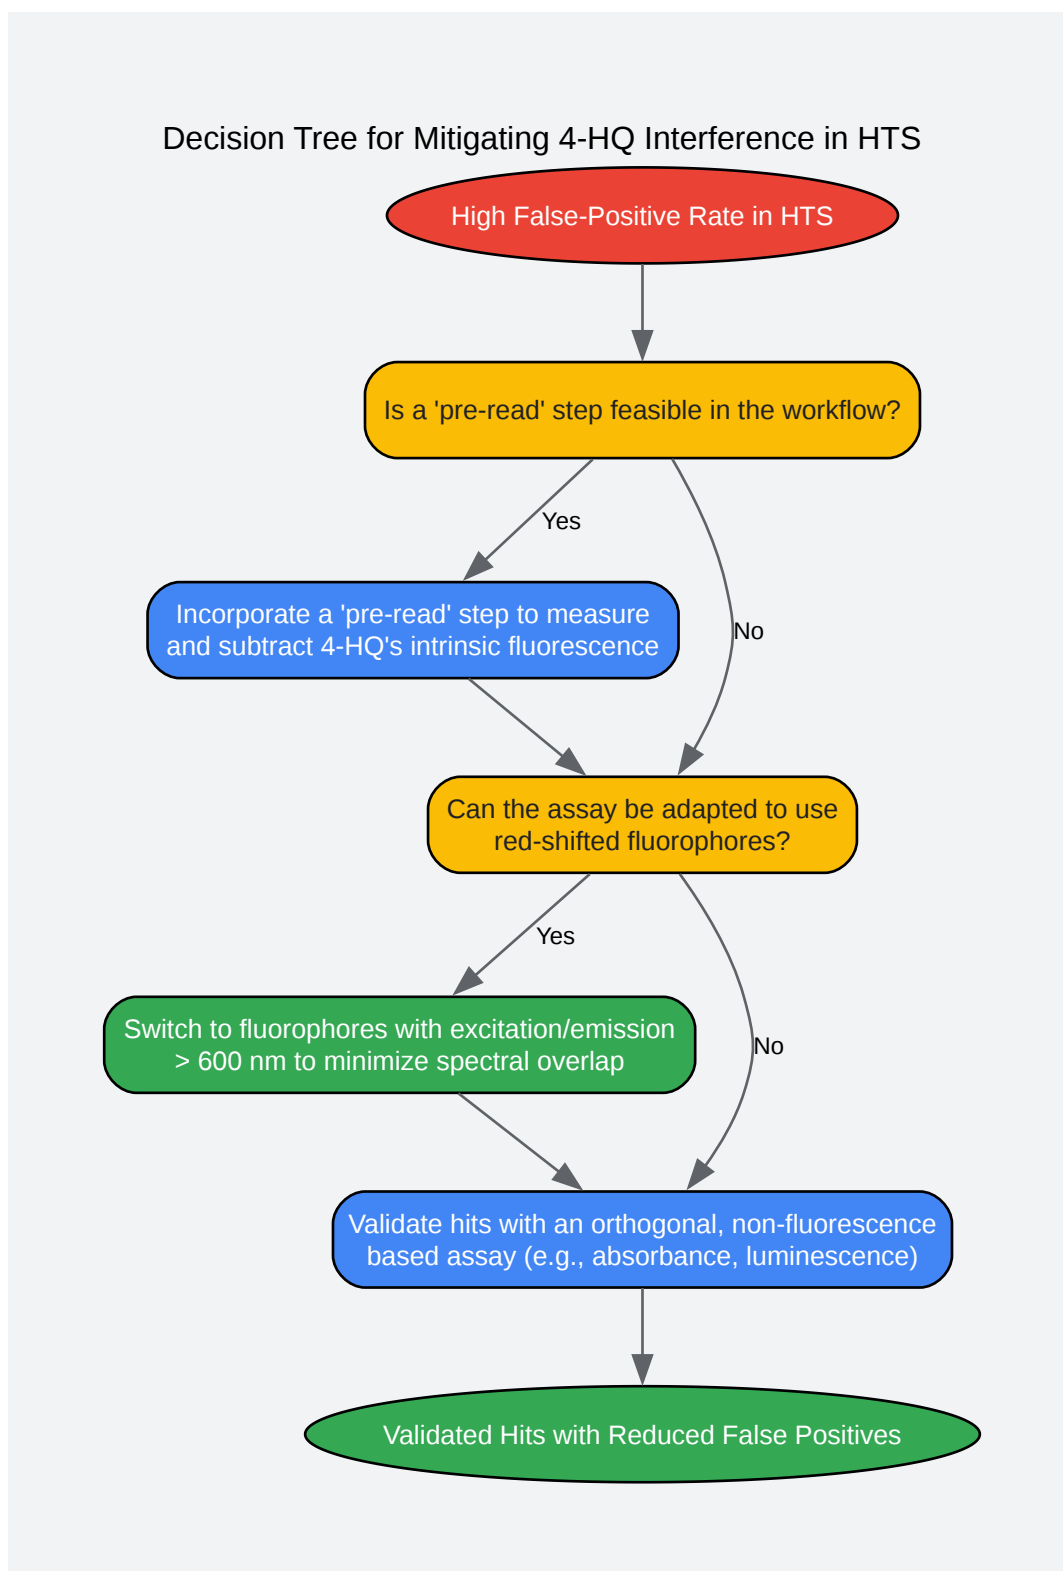 Decision Tree for Mitigating 4-HQ Interference in HTS
High False-Positive Rate in HTS
Is a 'pre-read' step feasible in the workflow?
Yes
Incorporate a 'pre-read' step to measure
and subtract 4-HQ's intrinsic fluorescence
No
Can the assay be adapted to use
red-shifted fluorophores?
Yes
Switch to fluorophores with excitation/emission
> 600 nm to minimize spectral overlap
No
Validate hits with an orthogonal, non-fluorescence
based assay (e.g., absorbance, luminescence)
Validated Hits with Reduced False Positives